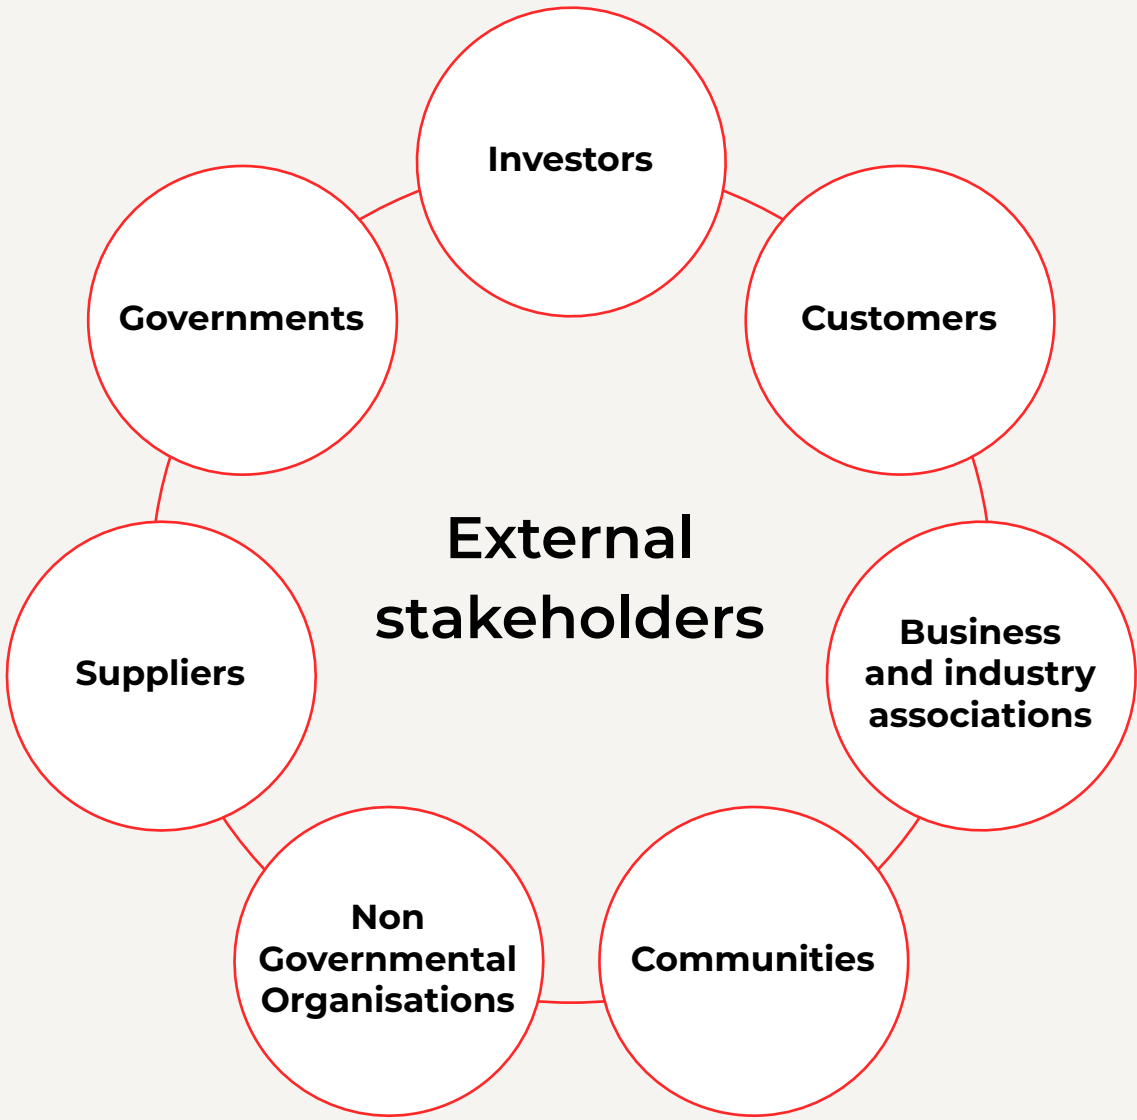 Investors
Governments
Customers
External
stakeholders
Suppliers
Business
and industry
associations
Non
Governmental
Organisations
Communities